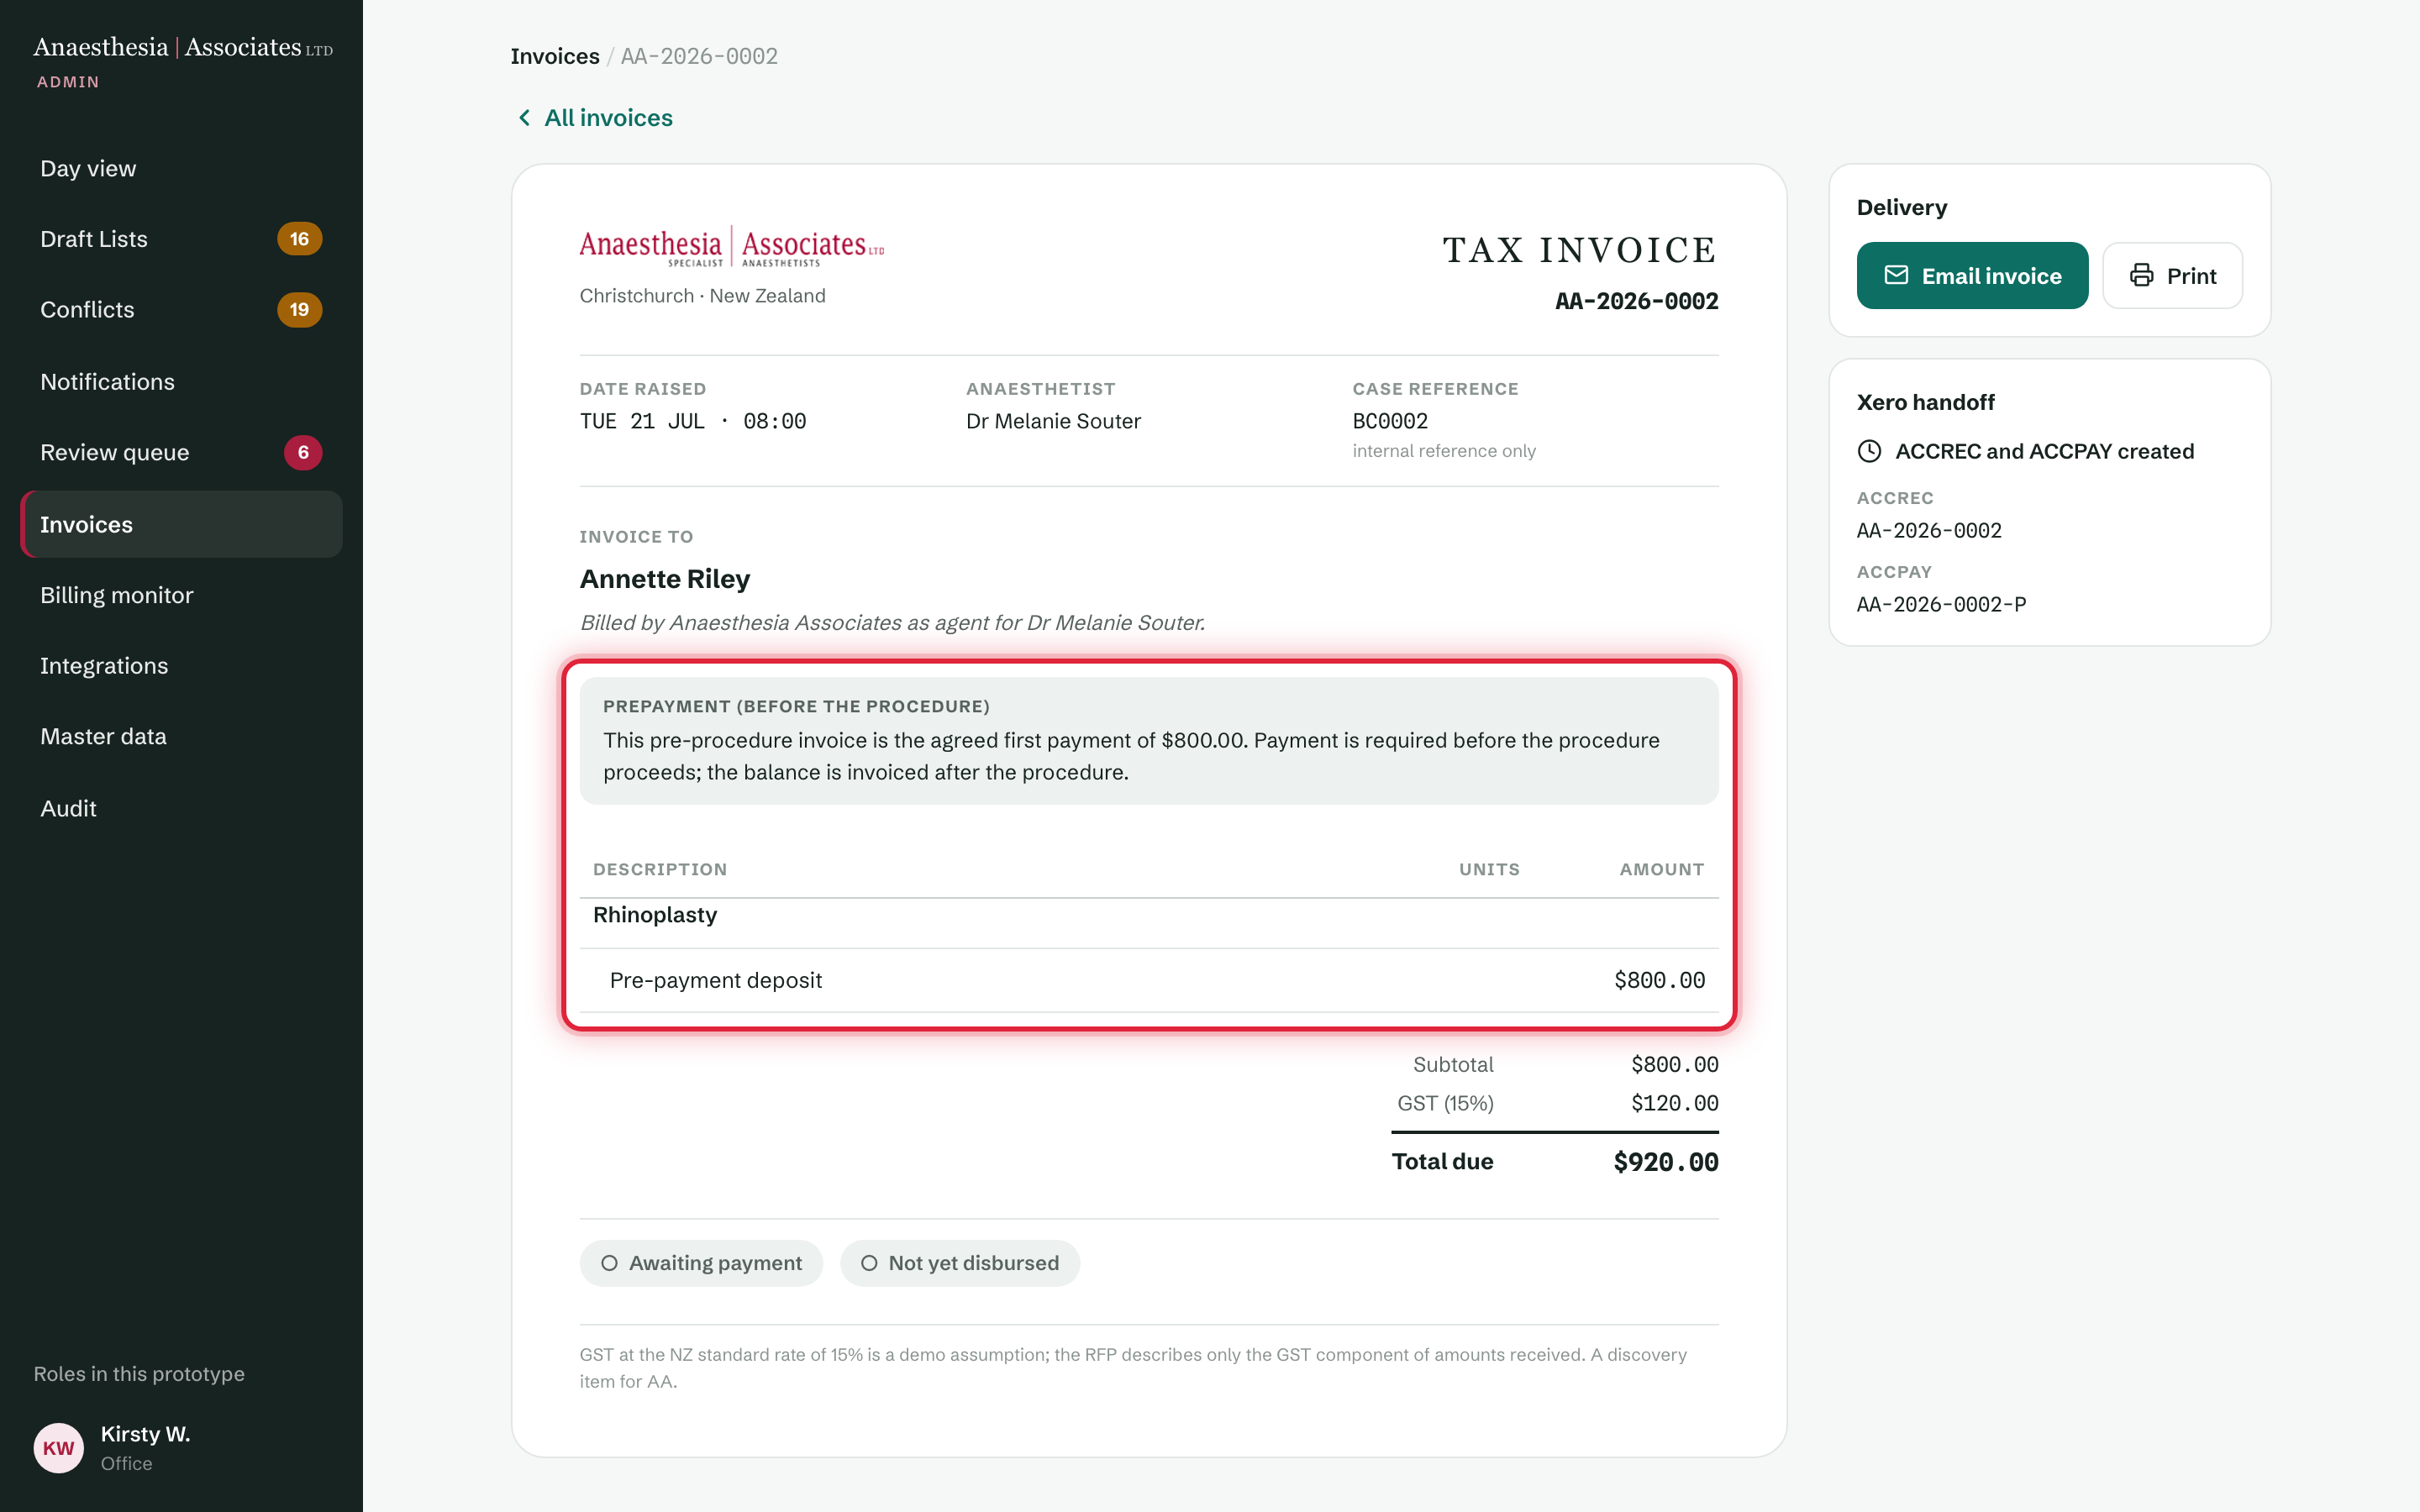 Anaesthesia | Associates LTD
ADMIN
Day view
Draft Lists 16
Conflicts 19
Notifications
Review queue 6
Invoices
Billing monitor
Integrations
Master data
Audit
Roles in this prototype
KW
Kirsty W.
Office
Invoices / AA-2026-0002
All invoices
Anaesthesia | Associates LTD
SPECIALIST ANAESTHETISTS
Christchurch · New Zealand
TAX INVOICE
AA-2026-0002
DATE RAISED
TUE 21 JUL · 08:00
ANAESTHETIST
Dr Melanie Souter
CASE REFERENCE
BC0002
internal reference only
INVOICE TO
Annette Riley
Billed by Anaesthesia Associates as agent for Dr Melanie Souter.
PREPAYMENT (BEFORE THE PROCEDURE)
This pre-procedure invoice is the agreed first payment of $800.00. Payment is required before the procedure
proceeds; the balance is invoiced after the procedure.
DESCRIPTION UNITS AMOUNT
Rhinoplasty
Pre-payment deposit $800.00
Subtotal $800.00
GST (15%) $120.00
Total due $920.00
Awaiting payment
Not yet disbursed
GST at the NZ standard rate of 15% is a demo assumption; the RFP describes only the GST component of amounts received. A discovery
item for AA.
Delivery
Email invoice
Print
Xero handoff
ACCREC and ACCPAY created
ACCREC
AA-2026-0002
ACCPAY
AA-2026-0002-P